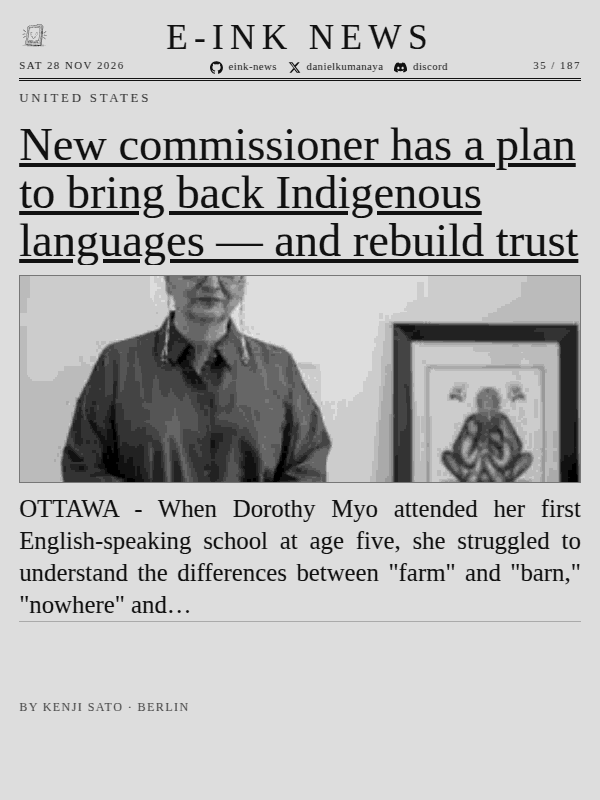 E-INK NEWS
SAT 28 NOV 2026
eink-news danielkumanaya discord
35 / 187
UNITED STATES
New commissioner has a plan
to bring back Indigenous
languages — and rebuild trust
OTTAWA - When Dorothy Myo attended her first
English-speaking school at age five, she struggled to
understand the differences between "farm" and "barn,"
"nowhere" and…
BY KENJI SATO · BERLIN